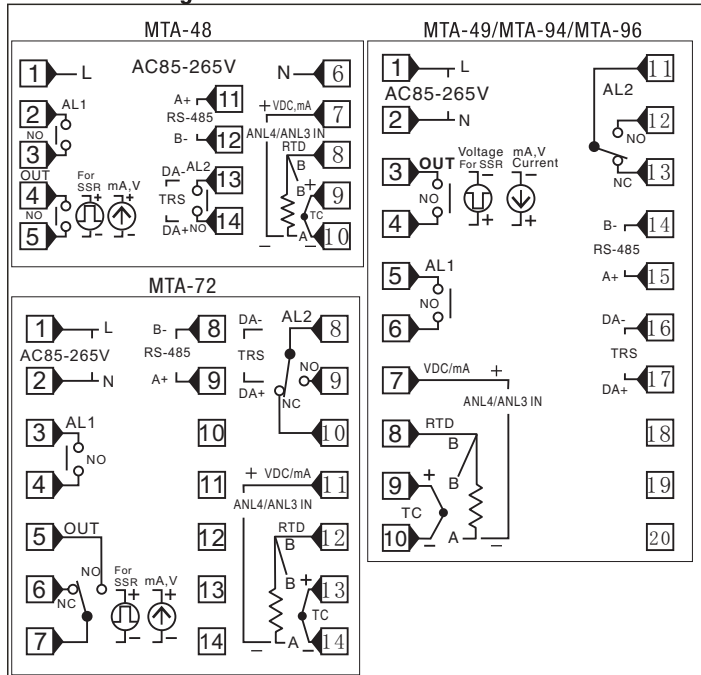 MTA-48
1 L AC85-265V N 6
2 AL1 A+ 11 + VDC,mA 7
NO RS-485 ANL4/ANL3 IN
3 B- 12 RTD 8
B
OUT For SSR + mA,V + DA- AL2 13 B + 9
4 NO TRS TC
5 - - DA+ NO 14 - A - 10
MTA-72
1 L B- 8 DA- AL2 8
AC85-265V RS-485 TRS NO
2 N A+ 9 DA+ NC 9
3 AL1 10 10
NO
4 11 + VDC/mA 11
ANL4/ANL3 IN
5 OUT 12 RTD 12
B
6 NC NO For SSR + mA,V + 13 B + 13
TC
7 - - 14 - A - 14
MTA-49/MTA-94/MTA-96
1 L 11
AC85-265V AL2
2 N NO 12
3 OUT Voltage For SSR - mA,V Current - NC 13
NO
4 + + B- 14
RS-485
5 AL1 A+ 15
NO
6 DA- 16
TRS
7 VDC/mA + DA+ 17
ANL4/ANL3 IN
8 RTD B 18
9 + B 19
TC
10 - A - 20